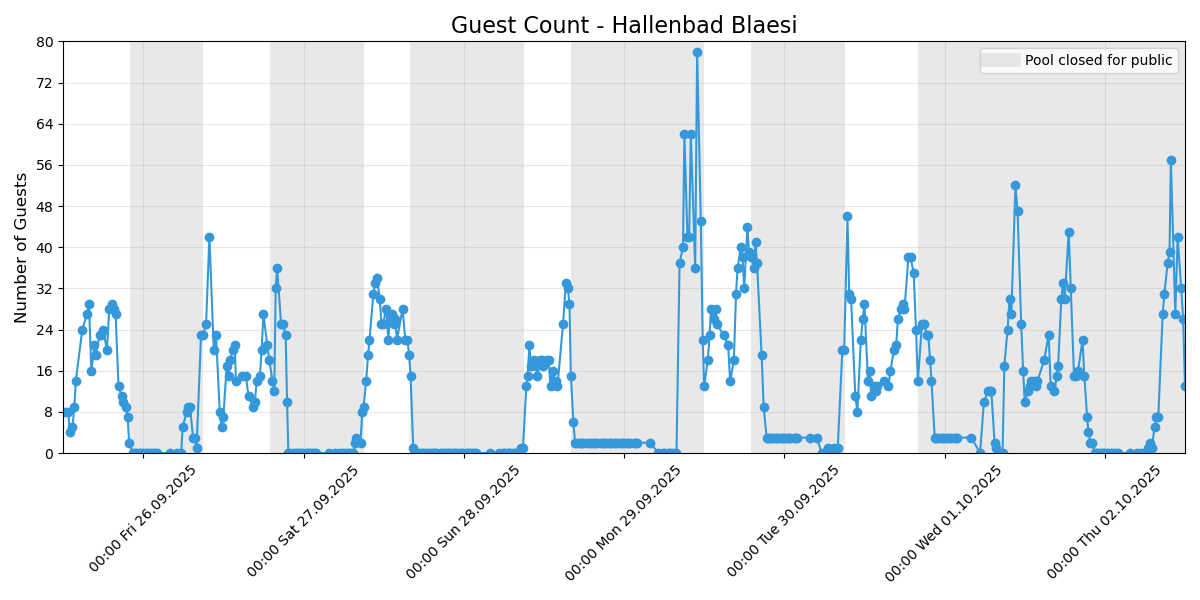 Guest Count - Hallenbad Blaesi
Pool closed for public
Number of Guests
80
72
64
56
48
40
32
24
16
8
0
00:00 Fri 26.09.2025
00:00 Sat 27.09.2025
00:00 Sun 28.09.2025
00:00 Mon 29.09.2025
00:00 Tue 30.09.2025
00:00 Wed 01.10.2025
00:00 Thu 02.10.2025